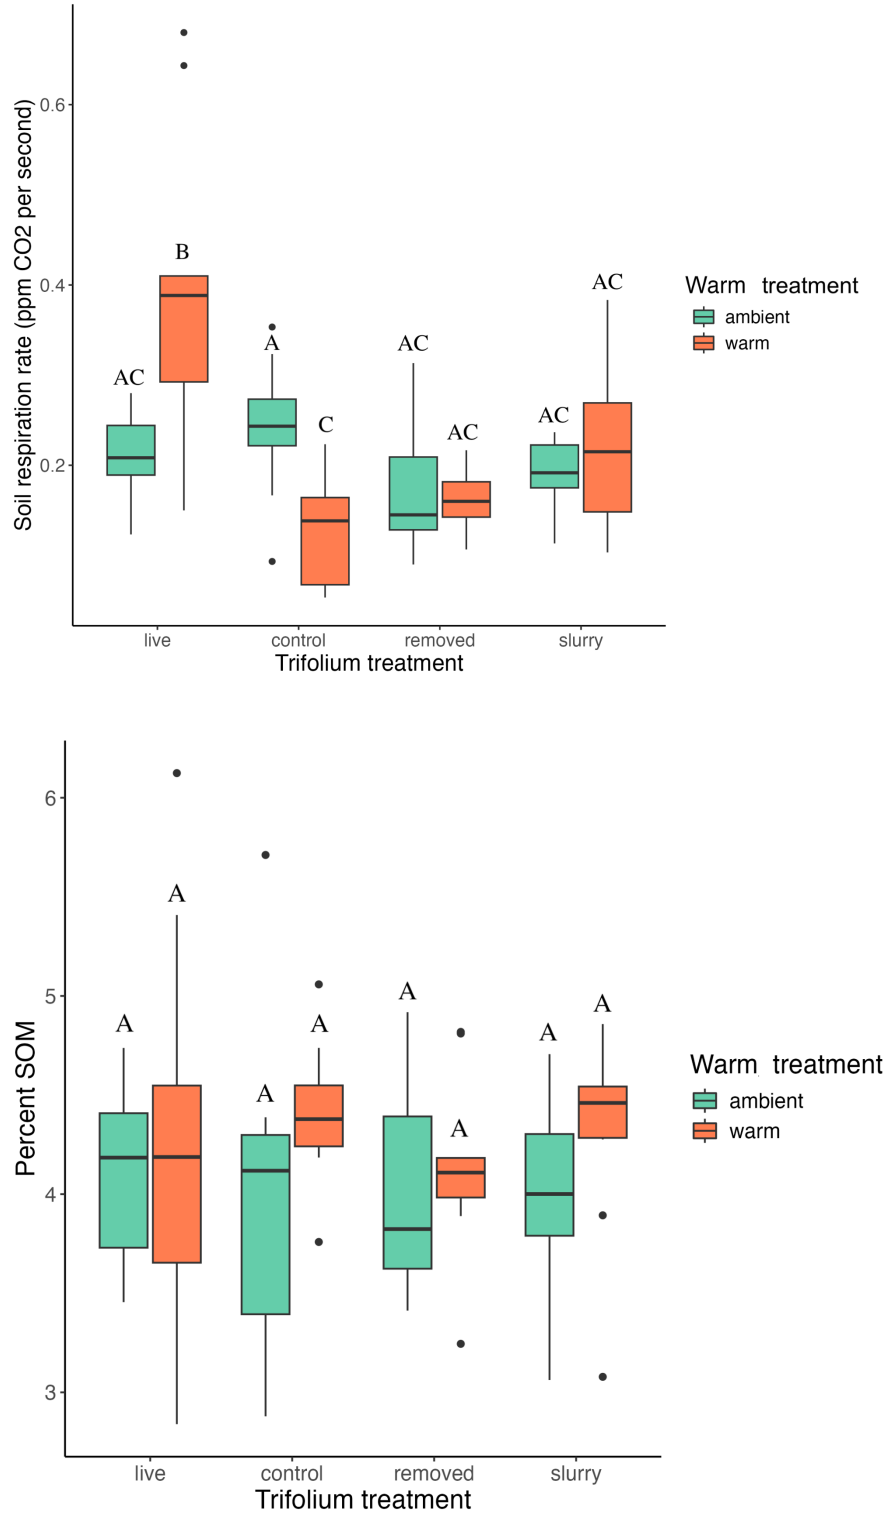 Soil respiration rate (ppm CO2 per second)
0.6
0.4
0.2
AC
B
A
C
AC
AC
AC
AC
live
control
removed
slurry
Trifolium treatment
Warm treatment
ambient
warm
Percent SOM
6
5
4
3
A
A
A
A
A
A
A
A
live
control
removed
slurry
Trifolium treatment
Warm treatment
ambient
warm